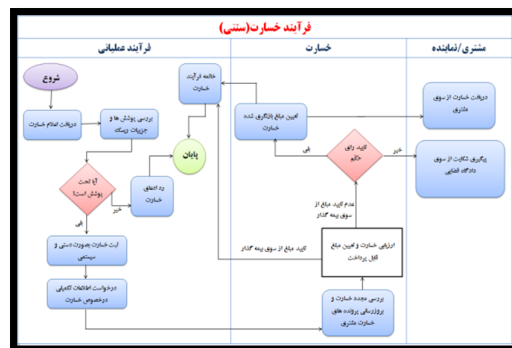 فرآیند خسارت(سنتی)
مشتری/نماینده
خسارت
فرآیند عملیاتی
شروع
دریافت اعلام خسارت
بررسی پوشش ها و
جزییات ریسک
آیا تحت
پوشش است؟
خیر
بلی
رد ادعای
خسارت
پایان
خاتمه فرآیند
خسارت
ثبت خسارت بصورت دستی و
سیستمی
درخواست اطلاعات تکمیلی
درخصوص خسارت
بررسی مجدد خسارت و
بروزرسانی پرونده های
خسارت مشتری
ارزیابی خسارت و تعیین مبلغ
قابل پرداخت
تایید مبلغ از سوی بیمه گذار
عدم تایید مبلغ از
سوی بیمه گذار
تایید رای
حکم
بلی
خیر
تعیین مبلغ بازنگری شده
خسارت
دریافت خسارت از سوی
مشتری
پیگیری شکایت از سوی
دادگاه قضایی